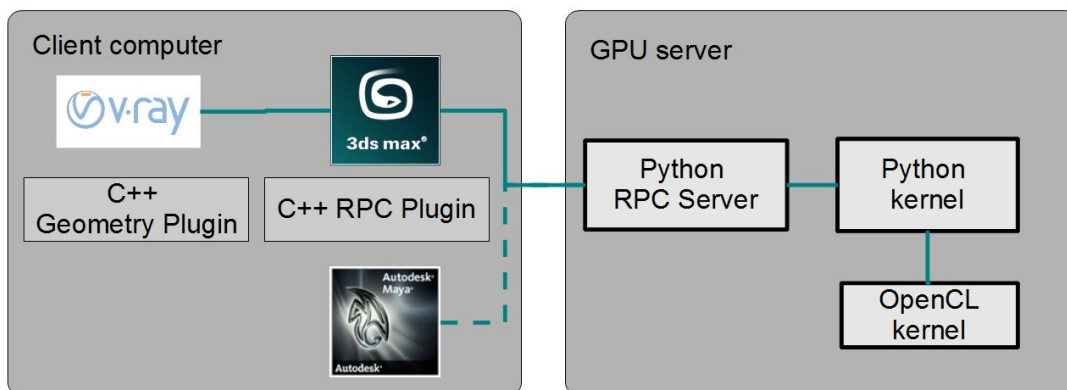 Client computer
v·ray
3ds max®
C++
Geometry Plugin
C++ RPC Plugin
Autodesk®
Maya®
Autodesk®
GPU server
Python
RPC Server
Python
kernel
OpenCL
kernel